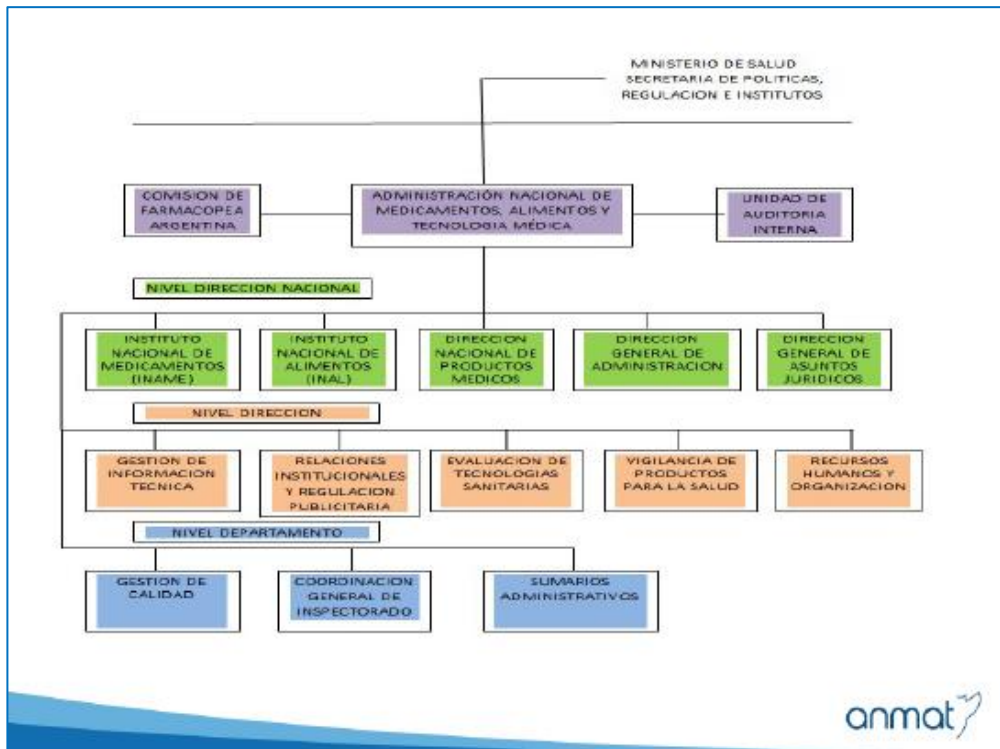 MINISTERIO DE SALUD
SECRETARIA DE POLITICAS,
REGULACION E INSTITUTOS
COMISION DE
FARMACOPEA
ARGENTINA
ADMINISTRACIÓN NACIONAL DE
MEDICAMENTOS, ALIMENTOS Y
TECNOLOGIA MÉDICA
UNIDAD DE
AUDITORIA
INTERNA
NIVEL DIRECCION NACIONAL
INSTITUTO
NACIONAL DE
MEDICAMENTOS
(INAME)
INSTITUTO
NACIONAL DE
ALIMENTOS (INAL)
DIRECCION
NACIONAL DE
PRODUCTOS
MEDICOS
DIRECCION
GENERAL DE
ADMINISTRACION
DIRECCION
GENERAL DE
ASUNTOS
JURIDICOS
NIVEL DIRECCION
GESTION DE
INFORMACION
TECNICA
RELACIONES
INSTITUCIONALES
Y REGULACION
PUBLICITARIA
EVALUACION DE
TECNOLOGIAS
SANITARIAS
VIGILANCIA DE
PRODUCTOS
PARA LA SALUD
RECURSOS
HUMANOS Y
ORGANIZACION
NIVEL DEPARTAMENTO
GESTION DE
CALIDAD
COORDINACION
GENERAL DE
INSPECTORADO
SUMARIOS
ADMINISTRATIVOS
anmat